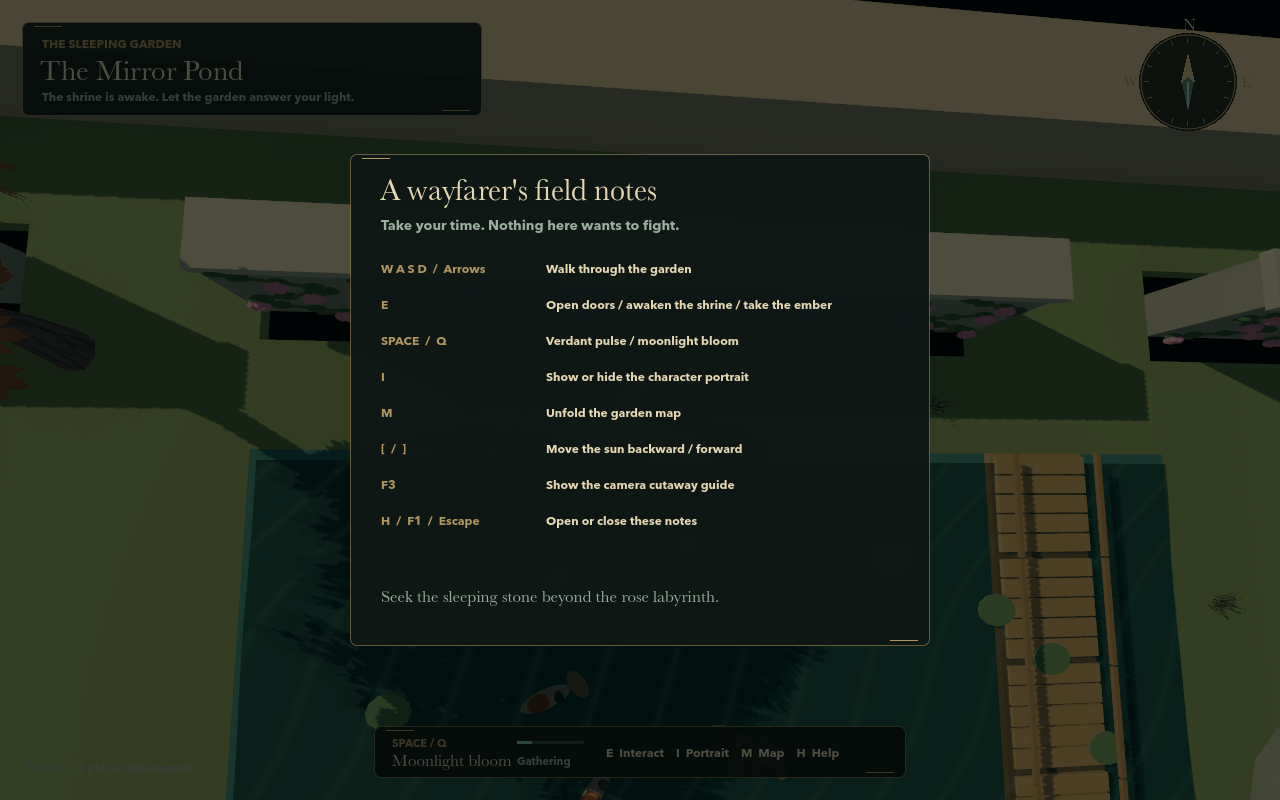 THE SLEEPING GARDEN
The Mirror Pond
The shrine is awake. Let the garden answer your light.
N
W
E
A wayfarer's field notes
Take your time. Nothing here wants to fight.
W A S D / Arrows Walk through the garden
E Open doors / awaken the shrine / take the ember
SPACE / Q Verdant pulse / moonlight bloom
I Show or hide the character portrait
M Unfold the garden map
[ / ] Move the sun backward / forward
F3 Show the camera cutaway guide
H / F1 / Escape Open or close these notes
Seek the sleeping stone beyond the rose labyrinth.
SPACE / Q
Moonlight bloom Gathering
E Interact I Portrait M Map H Help